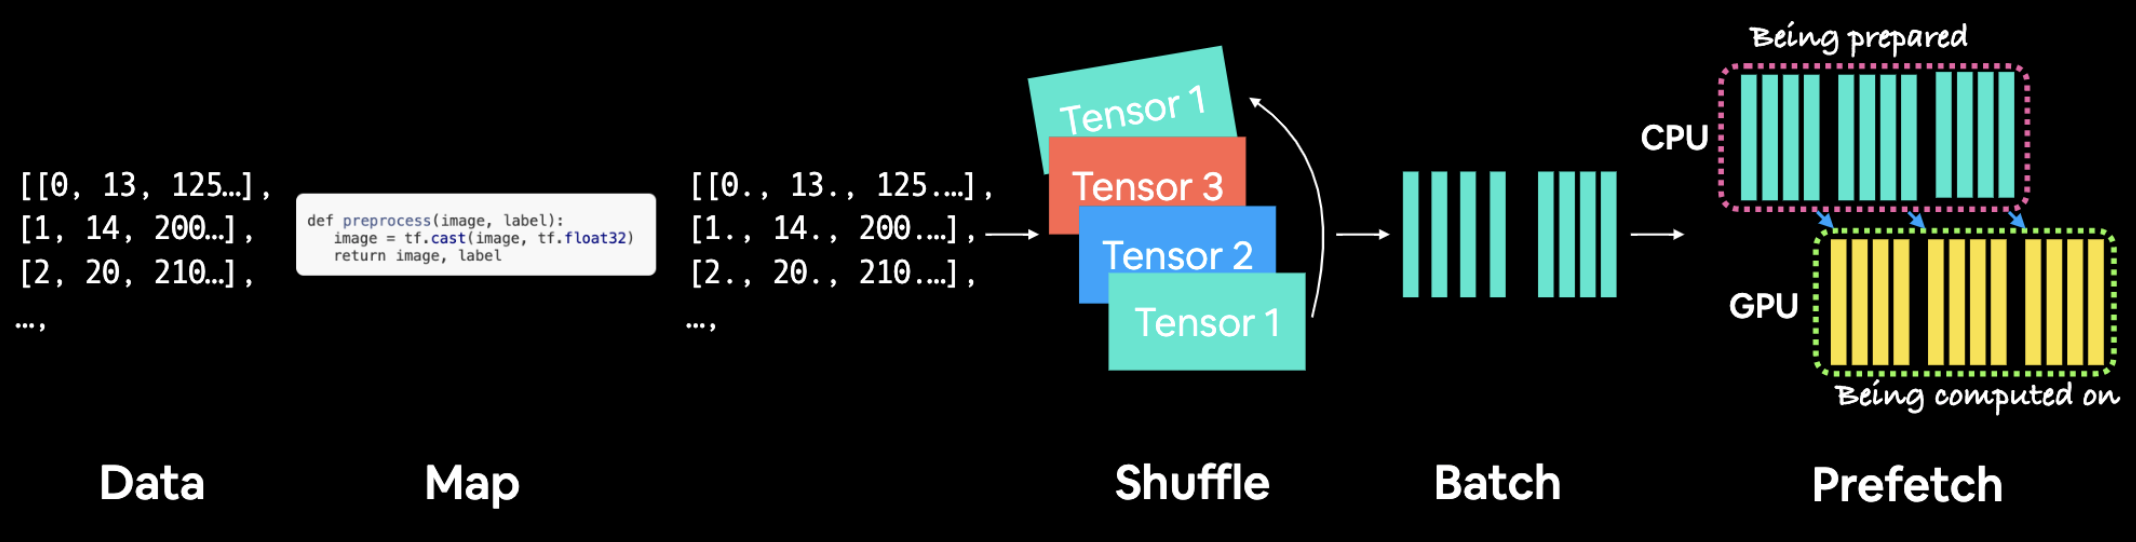 [[0, 13, 125…],
[1, 14, 200…],
[2, 20, 210…],
…,
def preprocess(image, label):
image = tf.cast(image, tf.float32)
return image, label
[[0., 13., 125.…],
[1., 14., 200.…],
[2., 20., 210.…],
…,
Tensor 1
Tensor 3
Tensor 2
Tensor 1
Being prepared
CPU
GPU
Being computed on
Data
Map
Shuffle
Batch
Prefetch